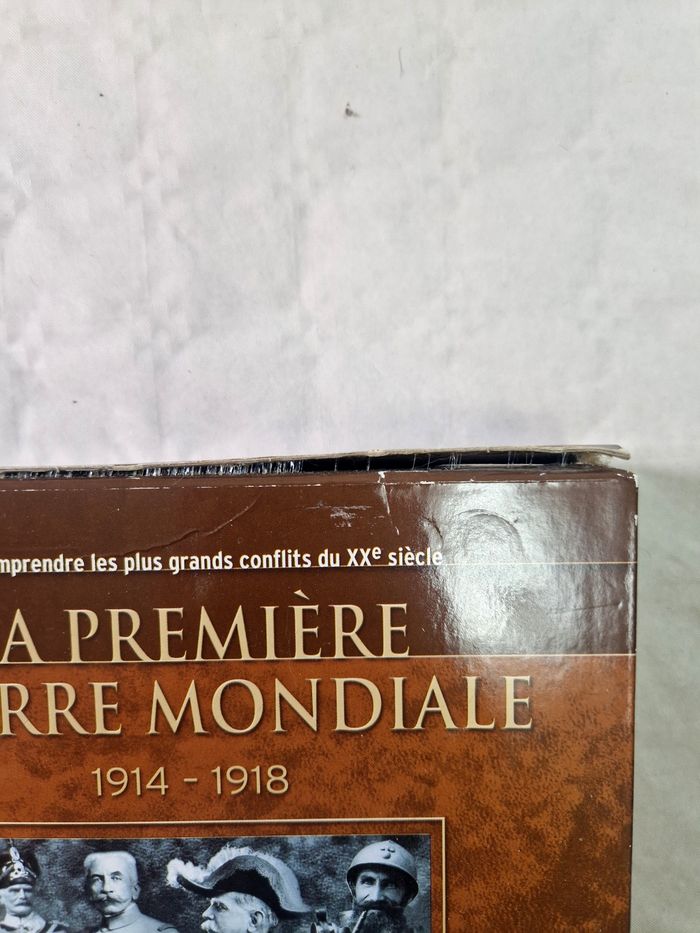 mprendre les plus grands conflits du XXe siècle
A PREMIÈRE
RRE MONDIALE
1914 - 1918